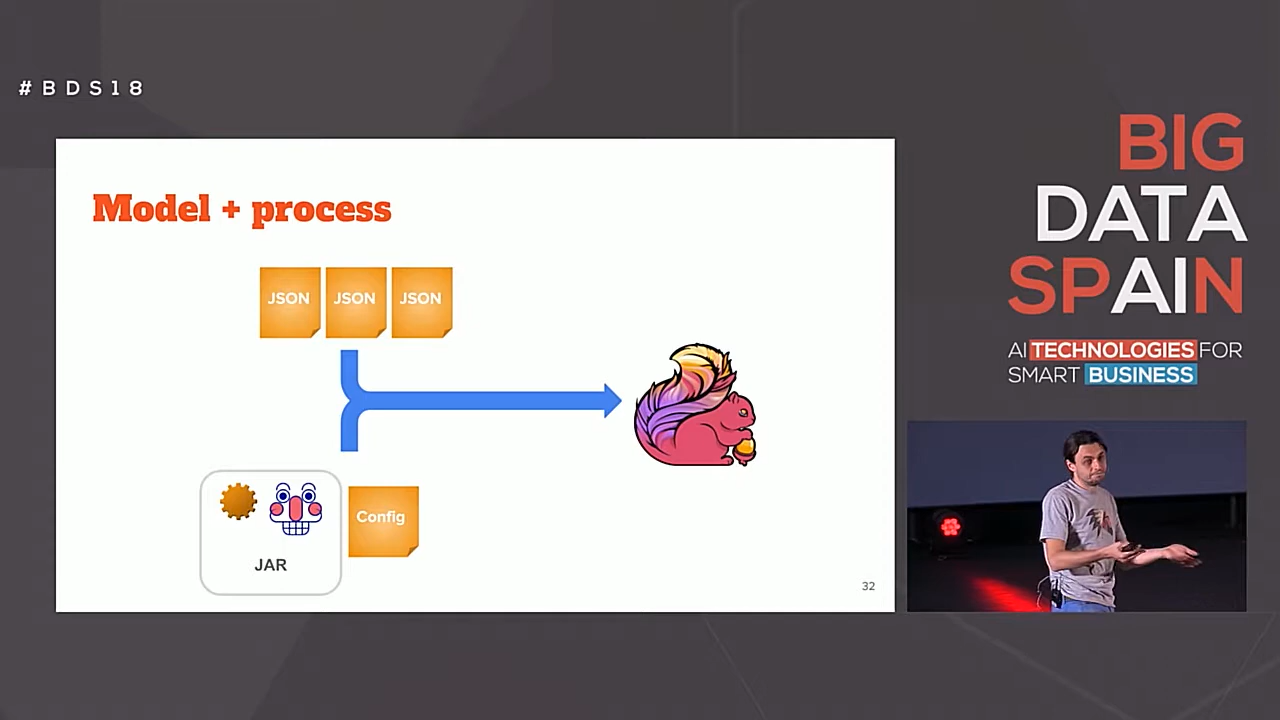 #BDS18
Model + process
JSON JSON JSON
Config
JAR
32
BIG
DATA
SPAIN
AI TECHNOLOGIES FOR
SMART BUSINESS